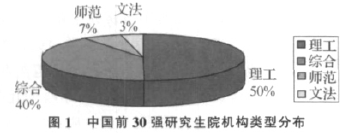 师范
7%
文法
3%
综合
40%
理工
50%
理工
综合
师范
文法
图 1 中国前 30 强研究生院机构类型分布